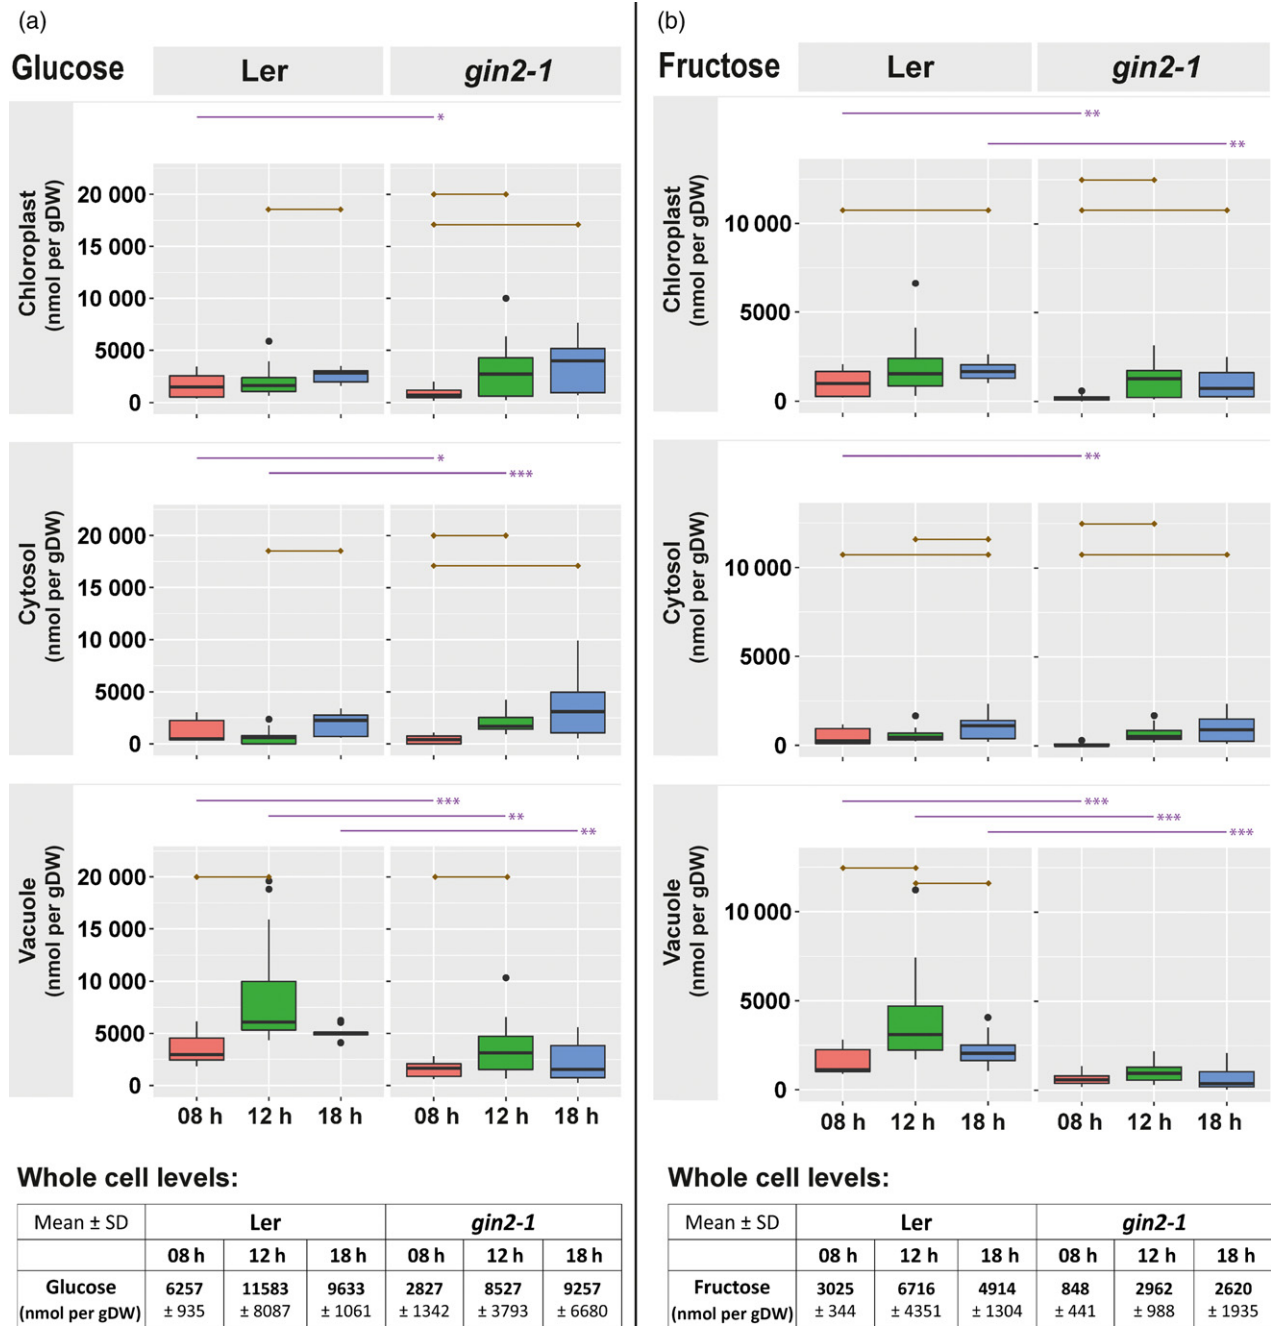 (a)
Glucose
Ler
gin2-1
*
Chloroplast
(nmol per gDW)
20 000
15 000
10 000
5000
0
*
***
Cytosol
(nmol per gDW)
20 000
15 000
10 000
5000
0
***
**
**
Vacuole
(nmol per gDW)
20 000
15 000
10 000
5000
0
08 h 12 h 18 h 08 h 12 h 18 h
Whole cell levels:
Mean ± SD Ler gin2-1
08 h 12 h 18 h 08 h 12 h 18 h
Glucose 6257 11583 9633 2827 8527 9257
(nmol per gDW) ± 935 ± 8087 ± 1061 ± 1342 ± 3793 ± 6680
(b)
Fructose
Ler
gin2-1
**
**
Chloroplast
(nmol per gDW)
10 000
5000
0
**
Cytosol
(nmol per gDW)
10 000
5000
0
***
***
***
Vacuole
(nmol per gDW)
10 000
5000
0
08 h 12 h 18 h 08 h 12 h 18 h
Whole cell levels:
Mean ± SD Ler gin2-1
08 h 12 h 18 h 08 h 12 h 18 h
Fructose 3025 6716 4914 848 2962 2620
(nmol per gDW) ± 344 ± 4351 ± 1304 ± 441 ± 988 ± 1935